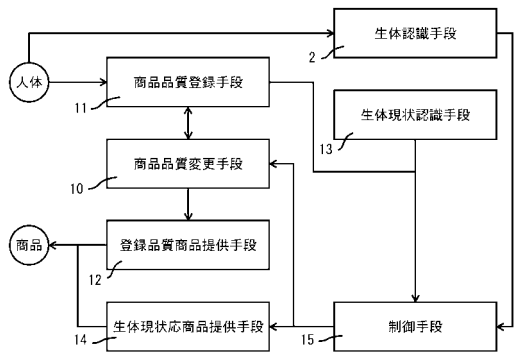 生体認識手段
2
人体
商品品質登録手段
11
生体現状認識手段
13
商品品質変更手段
10
商品
登録品質商品提供手段
12
生体現状応商品提供手段
14
制御手段
15